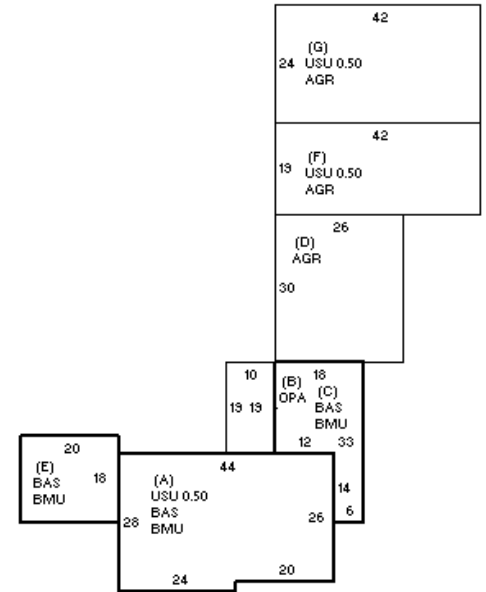 42
(G)
24 USU 0.50
AGR
42
(F)
19 USU 0.50
AGR
26
(D)
AGR
30
10
18
(B)
OPA
(C)
BAS
BMU
19 19
12
33
14
6
20
(E)
BAS
BMU
18
44
(A)
USU 0.50
BAS
BMU
28
26
24
20